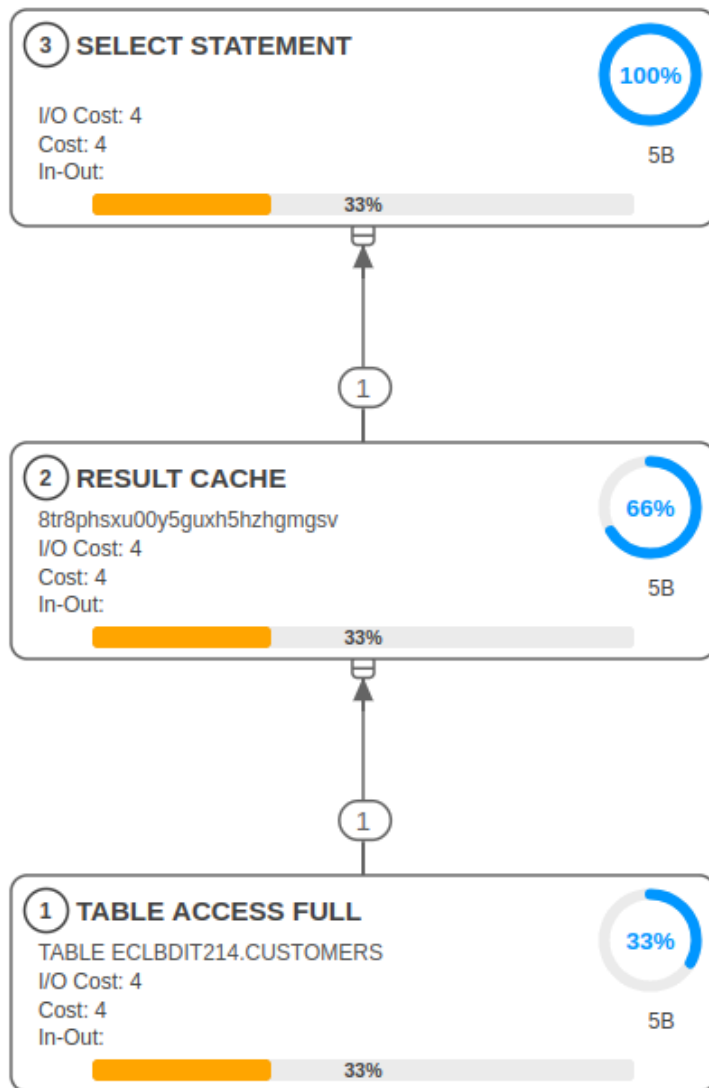 3 SELECT STATEMENT
100%
I/O Cost: 4
Cost: 4
5B
In-Out:
33%
1
2 RESULT CACHE
66%
8tr8phsxu00y5guxh5hzhgmgsv
I/O Cost: 4
Cost: 4
5B
In-Out:
33%
1
1 TABLE ACCESS FULL
33%
TABLE ECLBDIT214.CUSTOMERS
I/O Cost: 4
Cost: 4
5B
In-Out:
33%